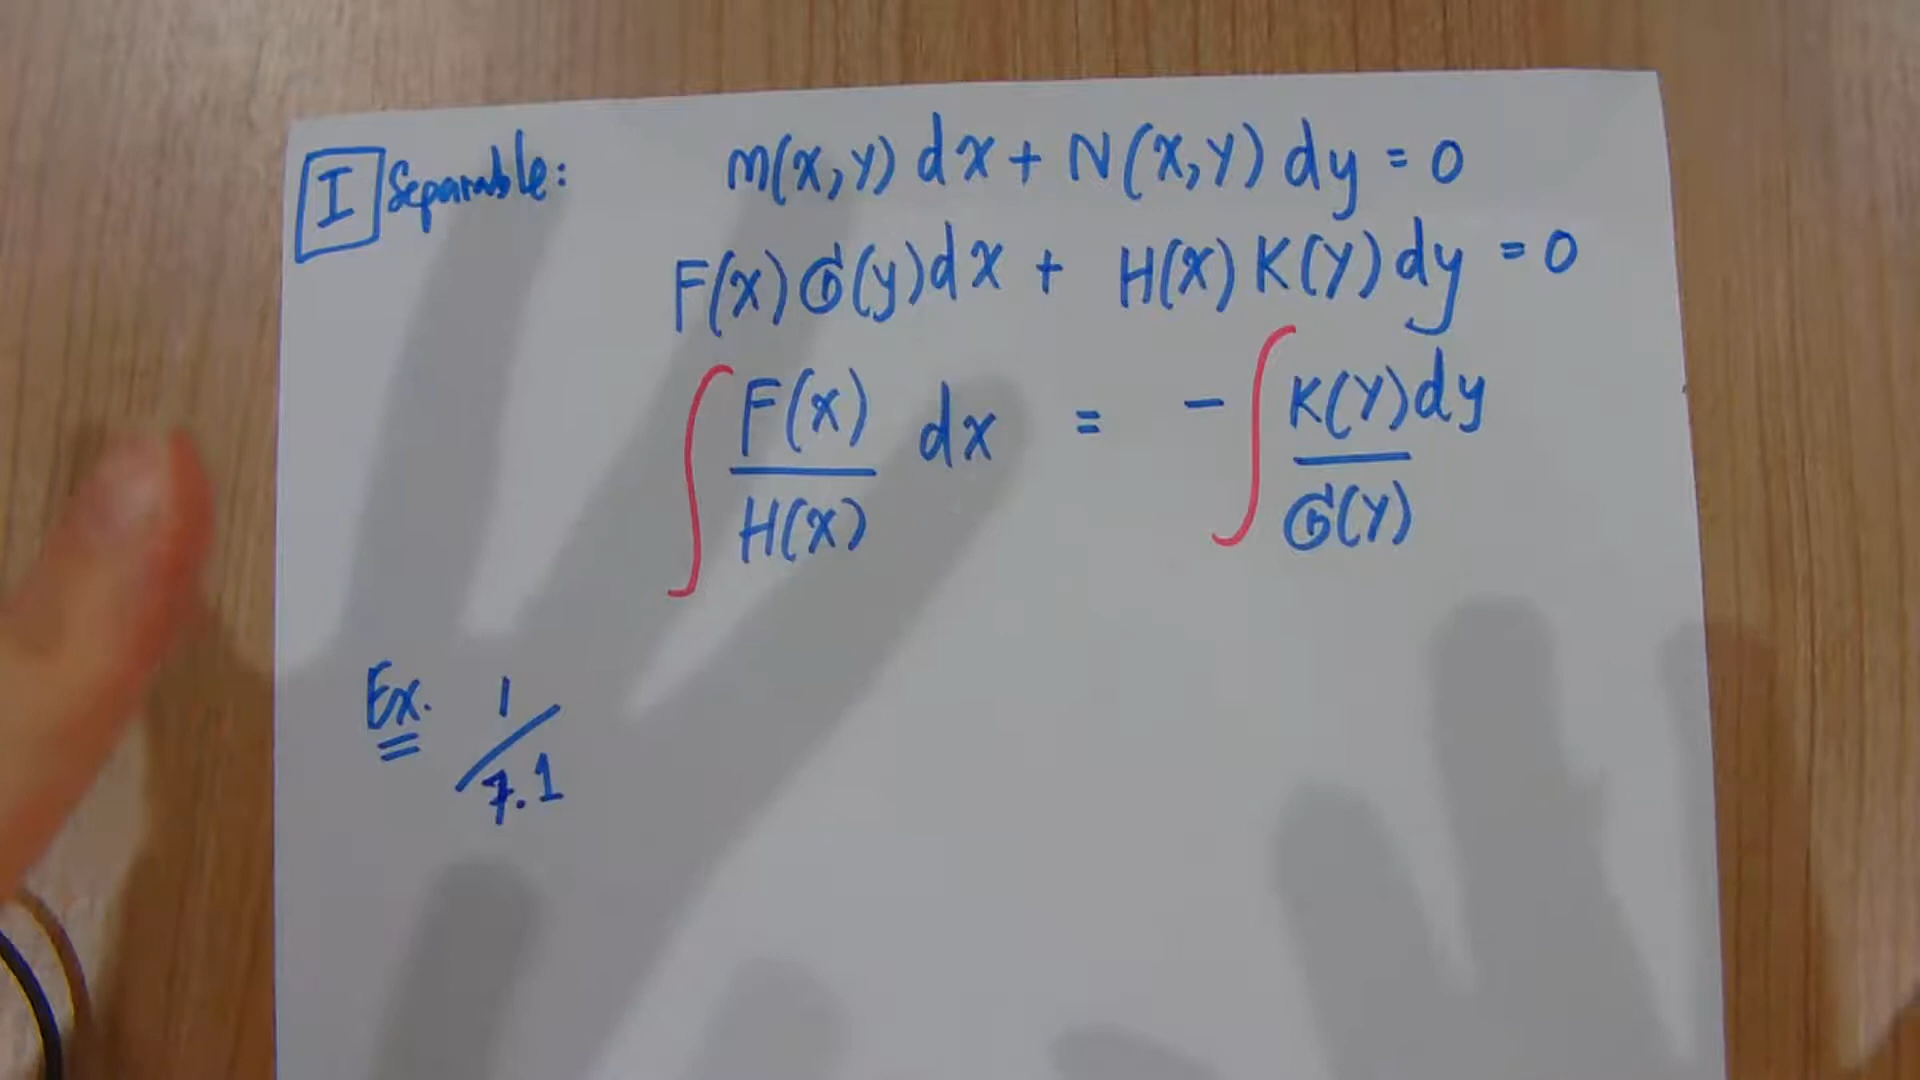 I Separable: M(x,y) dx + N(x,y) dy = 0
F(x) G(y) dx + H(x) K(y) dy = 0
∫ F(x)/H(x) dx = - ∫ K(y)dy/G(y)
Ex. 1/7.1